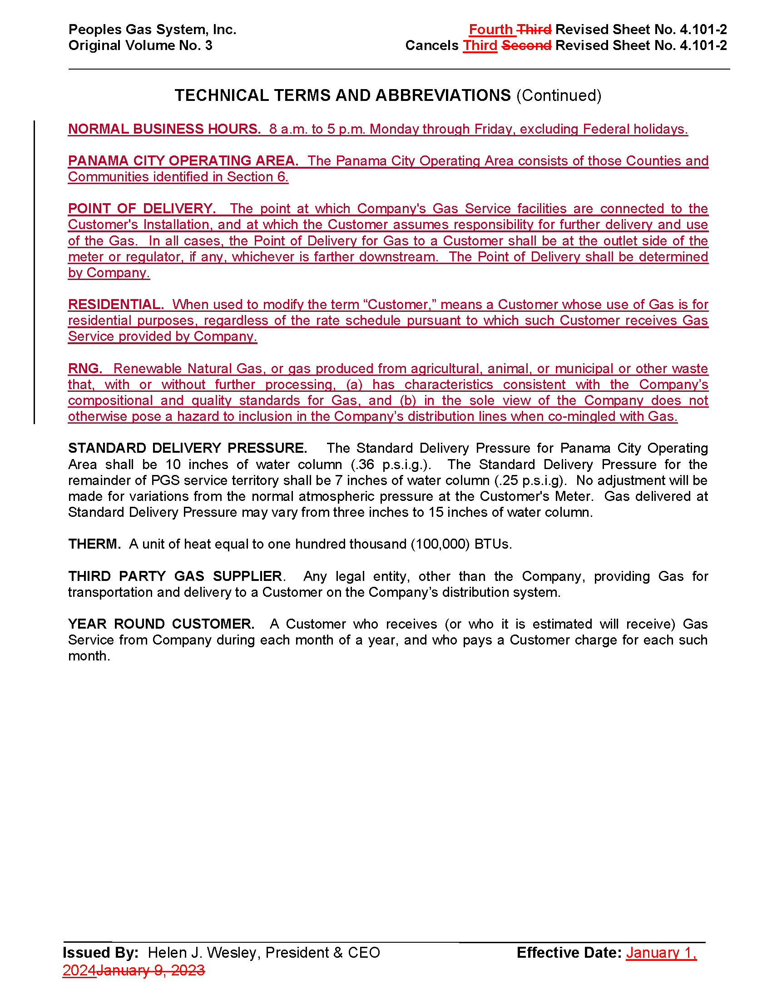 Peoples Gas System, Inc.
Original Volume No. 3
Fourth Third Revised Sheet No. 4.101-2
Cancels Third Second Revised Sheet No. 4.101-2
TECHNICAL TERMS AND ABBREVIATIONS (Continued)
NORMAL BUSINESS HOURS. 8 a.m. to 5 p.m. Monday through Friday, excluding Federal holidays.
PANAMA CITY OPERATING AREA. The Panama City Operating Area consists of those Counties and
Communities identified in Section 6.
POINT OF DELIVERY. The point at which Company's Gas Service facilities are connected to the
Customer's Installation, and at which the Customer assumes responsibility for further delivery and use
of the Gas. In all cases, the Point of Delivery for Gas to a Customer shall be at the outlet side of the
meter or regulator, if any, whichever is farther downstream. The Point of Delivery shall be determined
by Company.
RESIDENTIAL. When used to modify the term “Customer,” means a Customer whose use of Gas is for
residential purposes, regardless of the rate schedule pursuant to which such Customer receives Gas
Service provided by Company.
RNG. Renewable Natural Gas, or gas produced from agricultural, animal, or municipal or other waste
that, with or without further processing, (a) has characteristics consistent with the Company’s
compositional and quality standards for Gas, and (b) in the sole view of the Company does not
otherwise pose a hazard to inclusion in the Company’s distribution lines when co-mingled with Gas.
STANDARD DELIVERY PRESSURE. The Standard Delivery Pressure for Panama City Operating
Area shall be 10 inches of water column (.36 p.s.i.g.). The Standard Delivery Pressure for the
remainder of PGS service territory shall be 7 inches of water column (.25 p.s.i.g). No adjustment will be
made for variations from the normal atmospheric pressure at the Customer's Meter. Gas delivered at
Standard Delivery Pressure may vary from three inches to 15 inches of water column.
THERM. A unit of heat equal to one hundred thousand (100,000) BTUs.
THIRD PARTY GAS SUPPLIER. Any legal entity, other than the Company, providing Gas for
transportation and delivery to a Customer on the Company’s distribution system.
YEAR ROUND CUSTOMER. A Customer who receives (or who it is estimated will receive) Gas
Service from Company during each month of a year, and who pays a Customer charge for each such
month.
Issued By: Helen J. Wesley, President & CEO Effective Date: January 1,
2024January 9, 2023